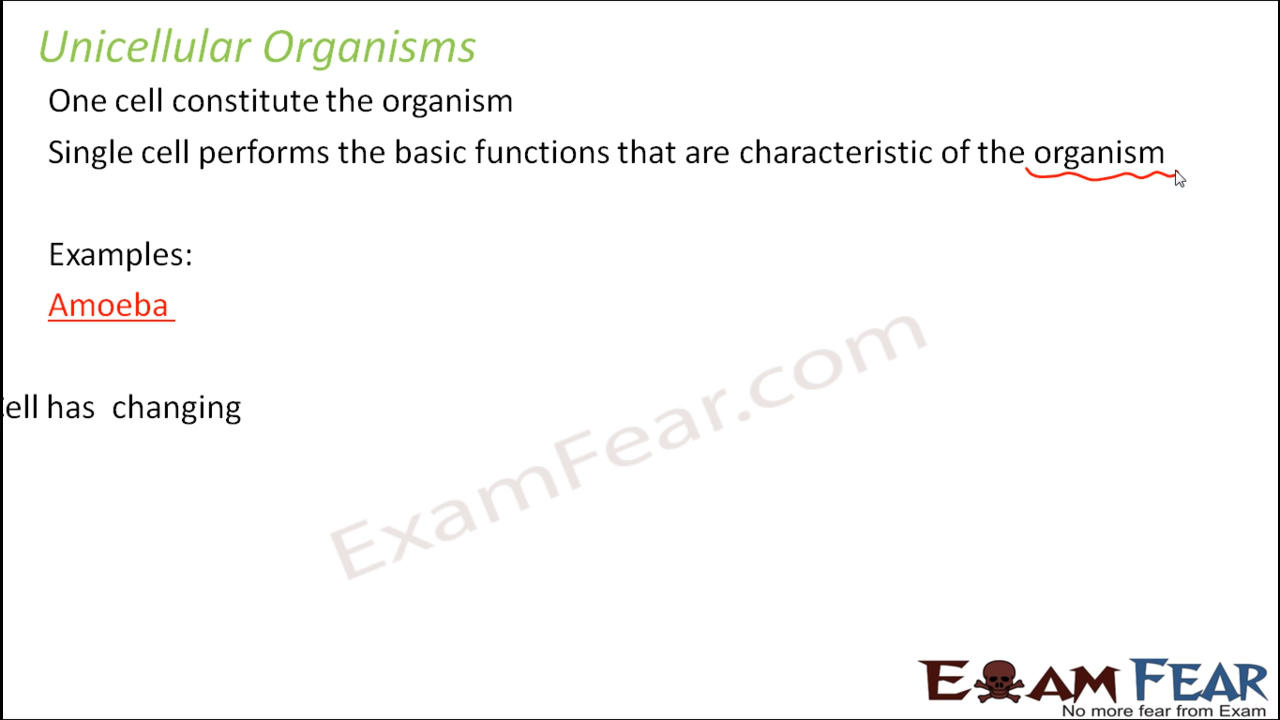 Unicellular Organisms
One cell constitute the organism
Single cell performs the basic functions that are characteristic of the organism
Examples:
Amoeba
ell has changing
ExamFear.com
EXAM FEAR
No more fear from Exam